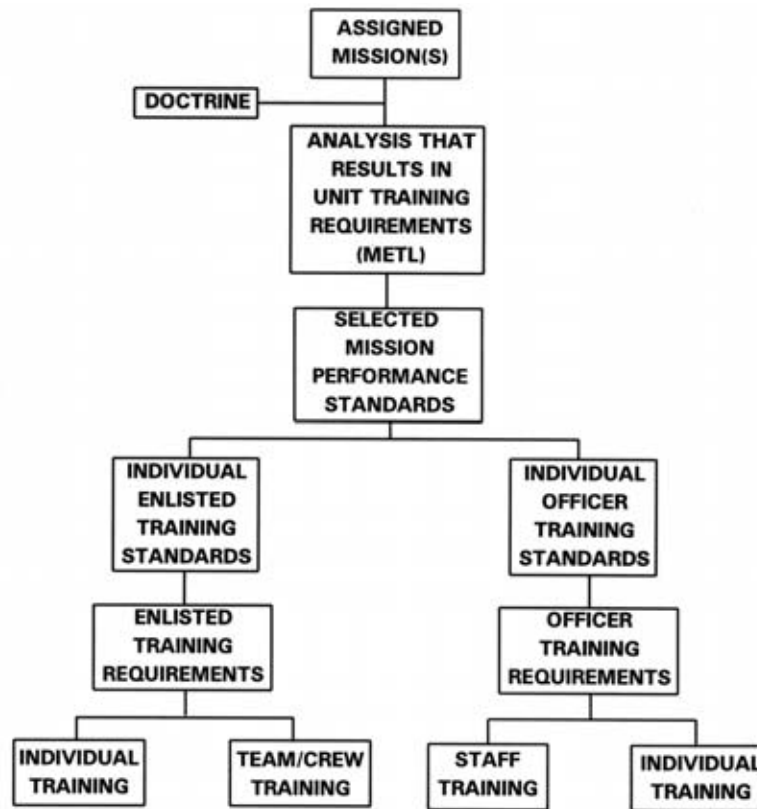 ASSIGNED
MISSION(S)
DOCTRINE
ANALYSIS THAT
RESULTS IN
UNIT TRAINING
REQUIREMENTS
(METL)
SELECTED
MISSION
PERFORMANCE
STANDARDS
INDIVIDUAL
ENLISTED
TRAINING
STANDARDS
INDIVIDUAL
OFFICER
TRAINING
STANDARDS
ENLISTED
TRAINING
REQUIREMENTS
OFFICER
TRAINING
REQUIREMENTS
INDIVIDUAL
TRAINING
TEAM/CREW
TRAINING
STAFF
TRAINING
INDIVIDUAL
TRAINING